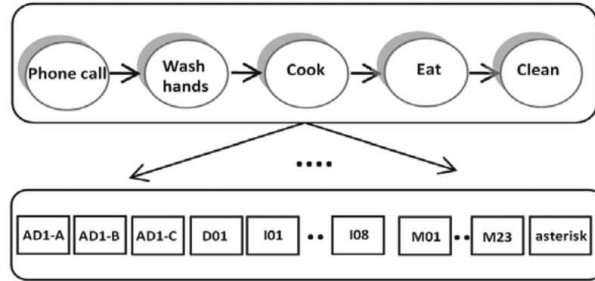 Phone call
Wash
hands
Cook
Eat
Clean
....
AD1-A
AD1-B
AD1-C
D01
I01
..
I08
M01
..
M23
asterisk